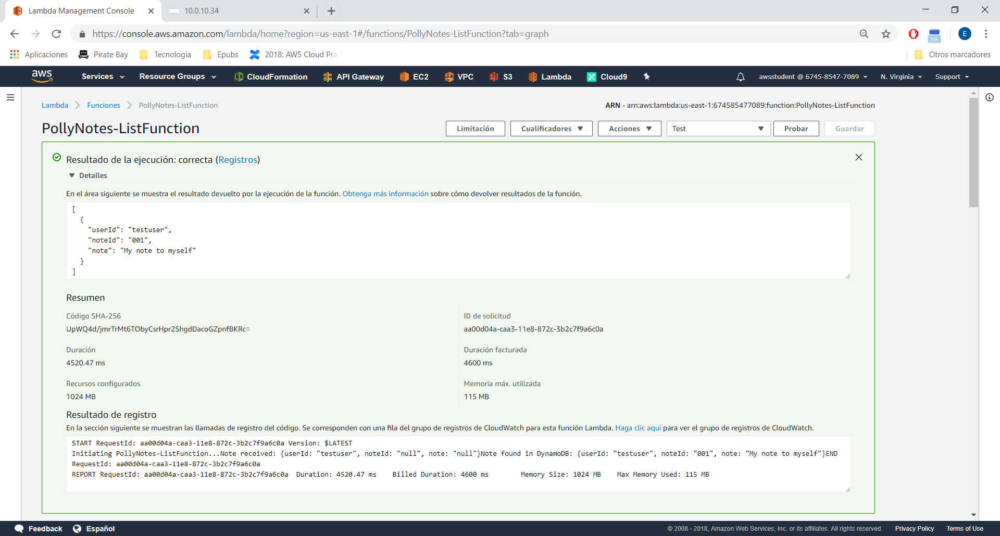 Lambda Management Console
10.0.10.34
https://console.aws.amazon.com/lambda/home?region=us-east-1#/functions/PollyNotes-ListFunction?tab=graph
20h
E
Aplicaciones Pirate Bay Tecnologia Epubs 2018: AWS Cloud Pra Otros marcadores
aws Services Resource Groups CloudFormation API Gateway EC2 VPC S3 Lambda Cloud9 awsstudent @ 6745-8547-7089 N. Virginia Support
Lambda Funciones PollyNotes-ListFunction ARN - arn:aws:lambda:us-east-1:674585477089:function:PollyNotes-ListFunction
PollyNotes-ListFunction Limitación Cualificadores Acciones Test Probar Guardar
Resultado de la ejecución: correcta (Registros)
Detalles
En el área siguiente se muestra el resultado devuelto por la ejecución de la función. Obtenga más información sobre cómo devolver resultados de la función.
[
{
"userId": "testuser",
"noteId": "001",
"note": "My note to myself"
}
]
Resumen
Código SHA-256 ID de solicitud
UpWQ4d/jmrTrMt6TObyCsrHpr2ShgdDacoGZpnfBKRc= aa00d04a-caa3-11e8-872c-3b2c7f9a6c0a
Duración Duración facturada
4520.47 ms 4600 ms
Recursos configurados Memoria máx. utilizada
1024 MB 115 MB
Resultado de registro
En la sección siguiente se muestran las llamadas de registro del código. Se corresponden con una fila del grupo de registros de CloudWatch para esta función Lambda. Haga clic aquí para ver el grupo de registros de CloudWatch.
START RequestId: aa00d04a-caa3-11e8-872c-3b2c7f9a6c0a Version: $LATEST
Initiating PollyNotes-ListFunction...Note received: {userId: "testuser", noteId: "null", note: "null"}Note found in DynamoDB: {userId: "testuser", noteId: "001", note: "My note to myself"}END
RequestId: aa00d04a-caa3-11e8-872c-3b2c7f9a6c0a
REPORT RequestId: aa00d04a-caa3-11e8-872c-3b2c7f9a6c0a Duration: 4520.47 ms Billed Duration: 4600 ms Memory Size: 1024 MB Max Memory Used: 115 MB
Feedback Español © 2008 - 2018, Amazon Web Services, Inc. or its affiliates. All rights reserved. Privacy Policy Terms of Use